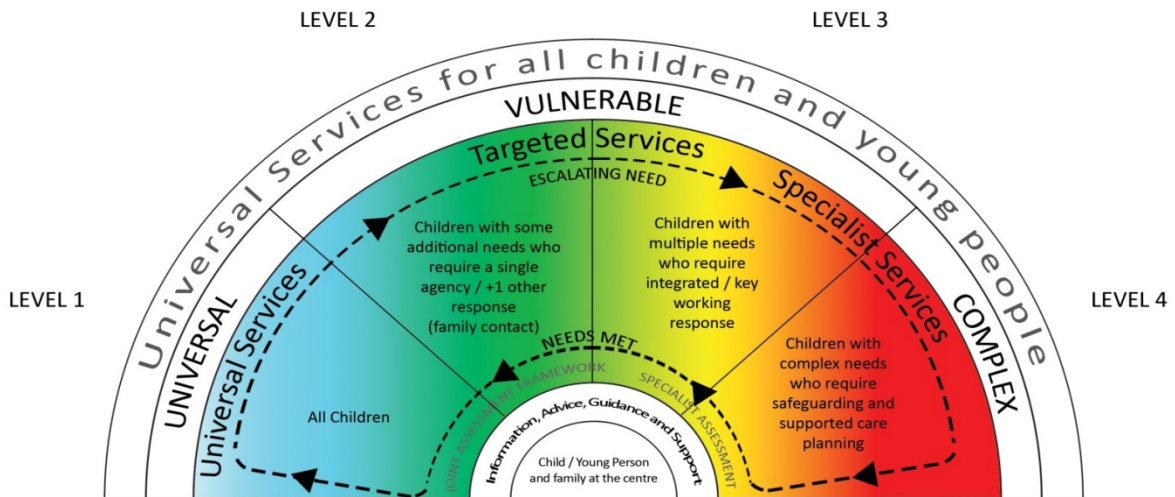 LEVEL 2
LEVEL 3
LEVEL 1
LEVEL 4
Universal Services for all children and young people
UNIVERSAL
VULNERABLE
COMPLEX
Universal Services
Targeted Services
Specialist Services
ESCALATING NEED
All Children
Children with some
additional needs who
require a single
agency / +1 other
response
(family contact)
Children with
multiple needs
who require
integrated / key
working
response
Children with
complex needs
who require
safeguarding and
supported care
planning
NEEDS MET
JOINT ASSESSMENT FRAMEWORK
SPECIALIST ASSESSMENT
Information, Advice, Guidance and Support
Child / Young Person
and family at the centre